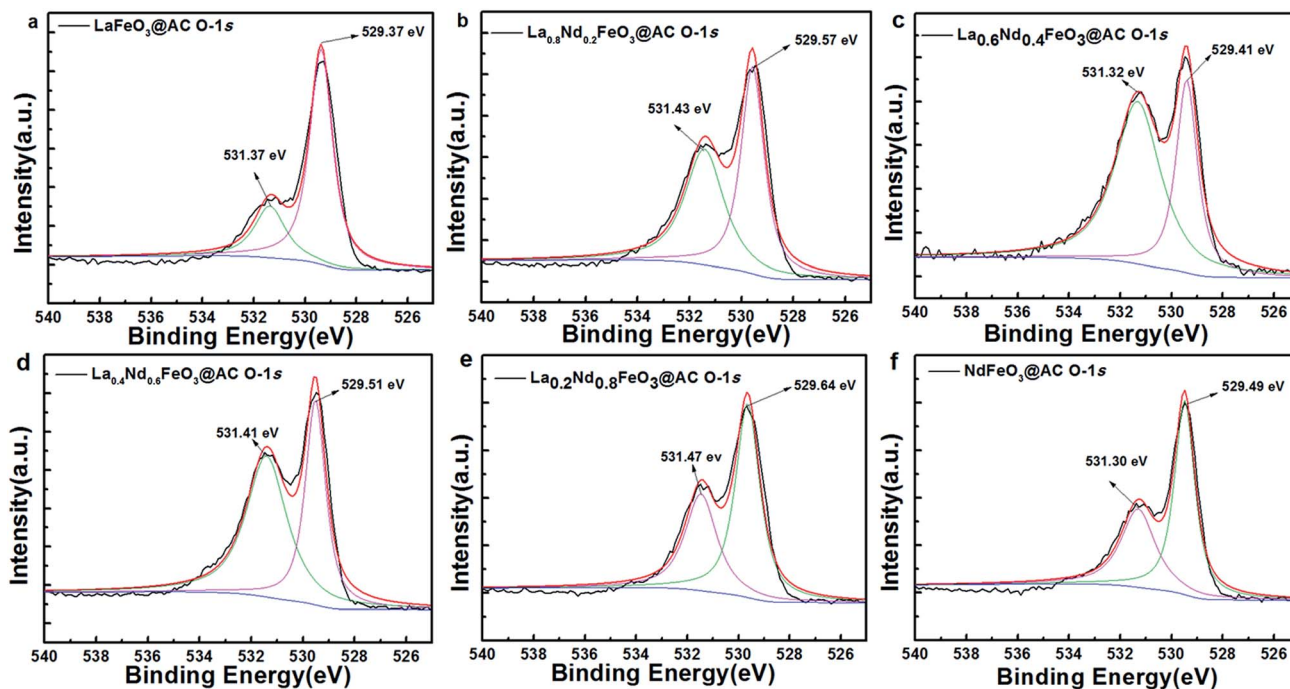 a
LaFeO₃@AC O-1s
529.37 eV
531.37 eV
Intensity(a.u.)
540 538 536 534 532 530 528 526
Binding Energy(eV)
b
La₀.₈Nd₀.₂FeO₃@AC O-1s
529.57 eV
531.43 eV
Intensity(a.u.)
540 538 536 534 532 530 528 526
Binding Energy(eV)
c
La₀.₆Nd₀.₄FeO₃@AC O-1s
531.32 eV
529.41 eV
Intensity(a.u.)
540 538 536 534 532 530 528 526
Binding Energy(eV)
d
La₀.₄Nd₀.₆FeO₃@AC O-1s
529.51 eV
531.41 eV
Intensity(a.u.)
540 538 536 534 532 530 528 526
Binding Energy(eV)
e
La₀.₂Nd₀.₈FeO₃@AC O-1s
529.64 eV
531.47 ev
Intensity(a.u.)
540 538 536 534 532 530 528 526
Binding Energy(eV)
f
NdFeO₃@AC O-1s
529.49 eV
531.30 eV
Intensity(a.u.)
540 538 536 534 532 530 528 526
Binding Energy(eV)